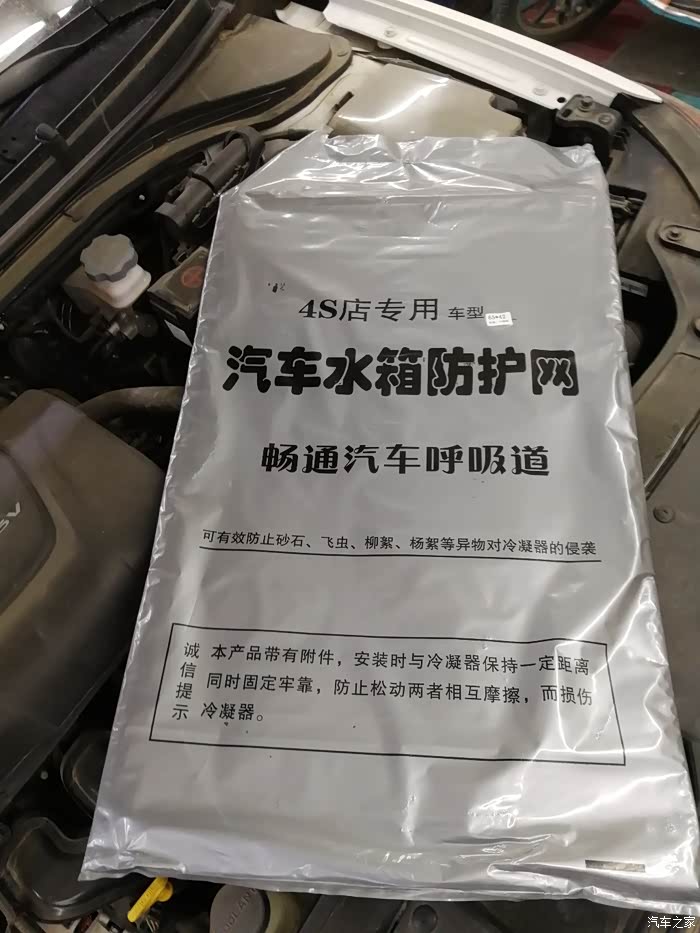 4S店专用 车型 65*42
汽车水箱防护网
畅通汽车呼吸道
可有效防止砂石、飞虫、柳絮、杨絮等异物对冷凝器的侵袭
诚信提示
本产品带有附件，安装时与冷凝器保持一定距离
同时固定牢靠，防止松动两者相互摩擦，而损伤
冷凝器。
汽车之家